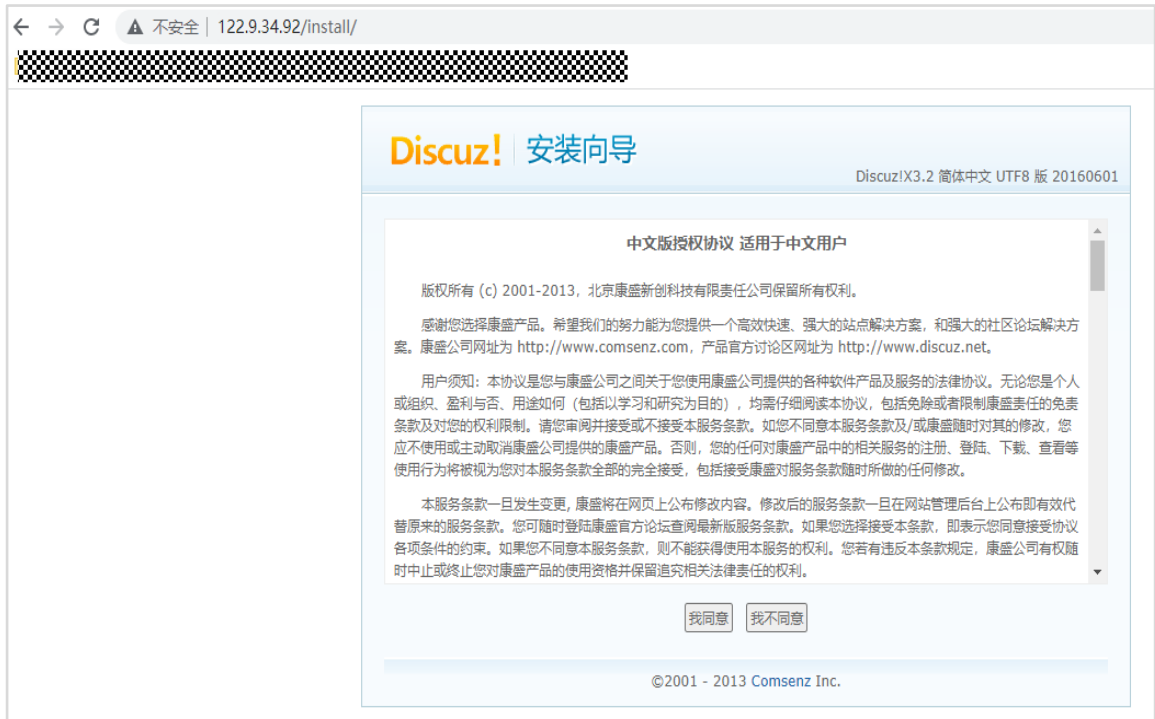 不安全 | 122.9.34.92/install/
Discuz! 安装向导
Discuz!X3.2 简体中文 UTF8 版 20160601
中文版授权协议 适用于中文用户
版权所有 (c) 2001-2013，北京康盛新创科技有限责任公司保留所有权利。
感谢您选择康盛产品。希望我们的努力能为您提供一个高效快速、强大的站点解决方案，和强大的社区论坛解决方
案。康盛公司网址为 http://www.comsenz.com，产品官方讨论区网址为 http://www.discuz.net。
用户须知：本协议是您与康盛公司之间关于您使用康盛公司提供的各种软件产品及服务的法律协议。无论您是个人
或组织、盈利与否、用途如何（包括以学习和研究为目的），均需仔细阅读本协议，包括免除或者限制康盛责任的免责
条款及对您的权利限制。请您审阅并接受或不接受本服务条款。如您不同意本服务条款及/或康盛随时对其的修改，您
应不使用或主动取消康盛公司提供的康盛产品。否则，您的任何对康盛产品中的相关服务的注册、登陆、下载、查看等
使用行为将被视为您对本服务条款全部的完全接受，包括接受康盛对服务条款随时所做的任何修改。
本服务条款一旦发生变更, 康盛将在网页上公布修改内容。修改后的服务条款一旦在网站管理后台上公布即有效代
替原来的服务条款。您可随时登陆康盛官方论坛查阅最新版服务条款。如果您选择接受本条款，即表示您同意接受协议
各项条件的约束。如果您不同意本服务条款，则不能获得使用本服务的权利。您若有违反本条款规定，康盛公司有权随
时中止或终止您对康盛产品的使用资格并保留追究相关法律责任的权利。
我同意 我不同意
©2001 - 2013 Comsenz Inc.